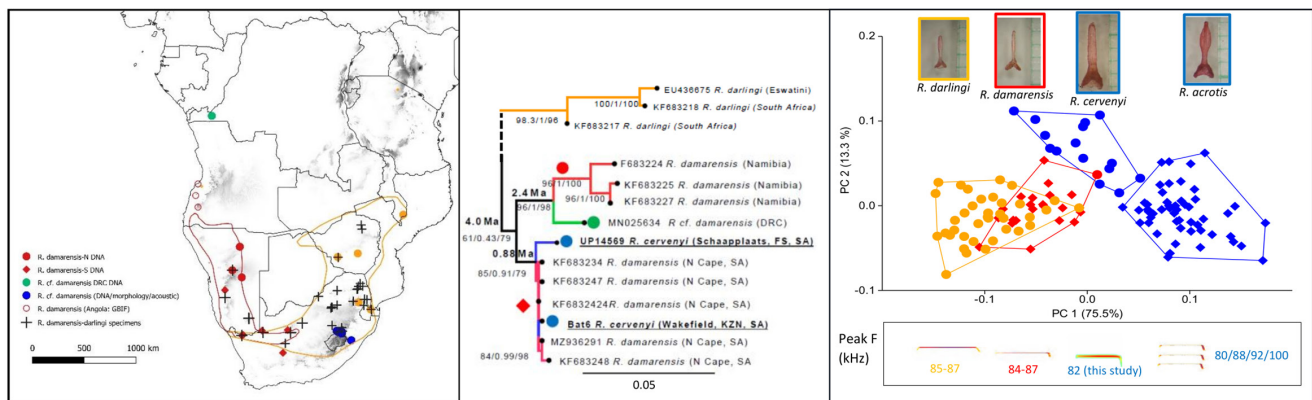 R. damarensis-N DNA
R. damarensis-S DNA
R. cf. damarensis DRC DNA
R. cf. damarensis (DNA/morphology/acoustic)
R. damarensis (Angola: GBIF)
R. damarensis-darlingi specimens
0 500 1000 km
EU436675 R. darlingi (Eswatini)
100/1/100
KF683218 R. darlingi (South Africa)
98.3/1/96
KF683217 R. darlingi (South Africa)
F683224 R. damarensis (Namibia)
96/1/100
KF683225 R. damarensis (Namibia)
2.4 Ma
96/1/100
KF683227 R. damarensis (Namibia)
96/1/98
4.0 Ma
MN025634 R cf. damarensis (DRC)
61/0.43/79
UP14569 R. cervenyi (Schaapplaats, FS, SA)
0.88 Ma
KF683234 R. damarensis (N Cape, SA)
85/0.91/79
KF683247 R. damarensis (N Cape, SA)
KF6832424R. damarensis (N Cape, SA)
Bat6 R. cervenyi (Wakefield, KZN, SA)
MZ936291 R. damarensis (N Cape, SA
84/0.99/98
KF683248 R. damarensis (N Cape, SA
0.05
R. darlingi
R. damarensis
R. cervenyi
R. acrotis
PC 2 (13.3 %)
0.2
0.1
0.0
-0.1
-0.1
0.0
0.1
PC 1 (75.5%)
Peak F
(kHz)
85-87
84-87
82 (this study)
80/88/92/100